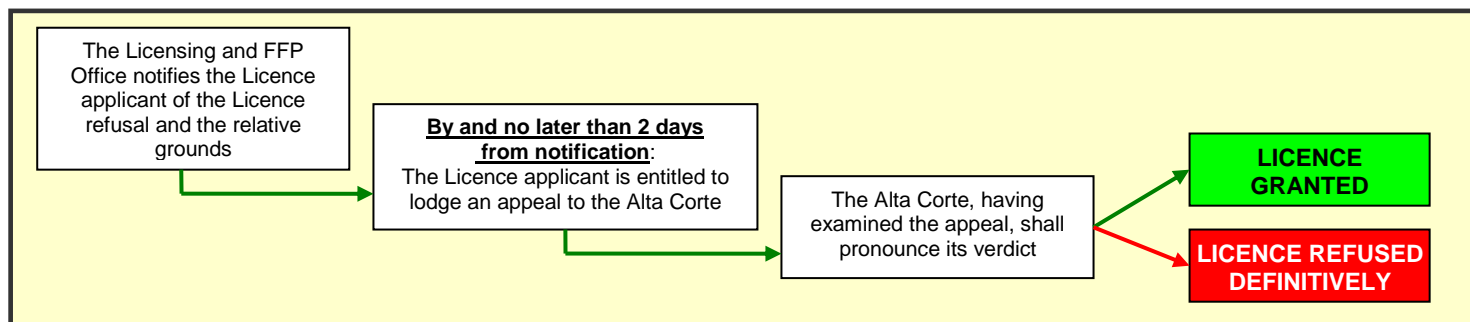 The Licensing and FFP
Office notifies the Licence
applicant of the Licence
refusal and the relative
grounds
By and no later than 2 days
from notification:
The Licence applicant is entitled to
lodge an appeal to the Alta Corte
The Alta Corte, having
examined the appeal, shall
pronounce its verdict
LICENCE
GRANTED
LICENCE REFUSED
DEFINITIVELY